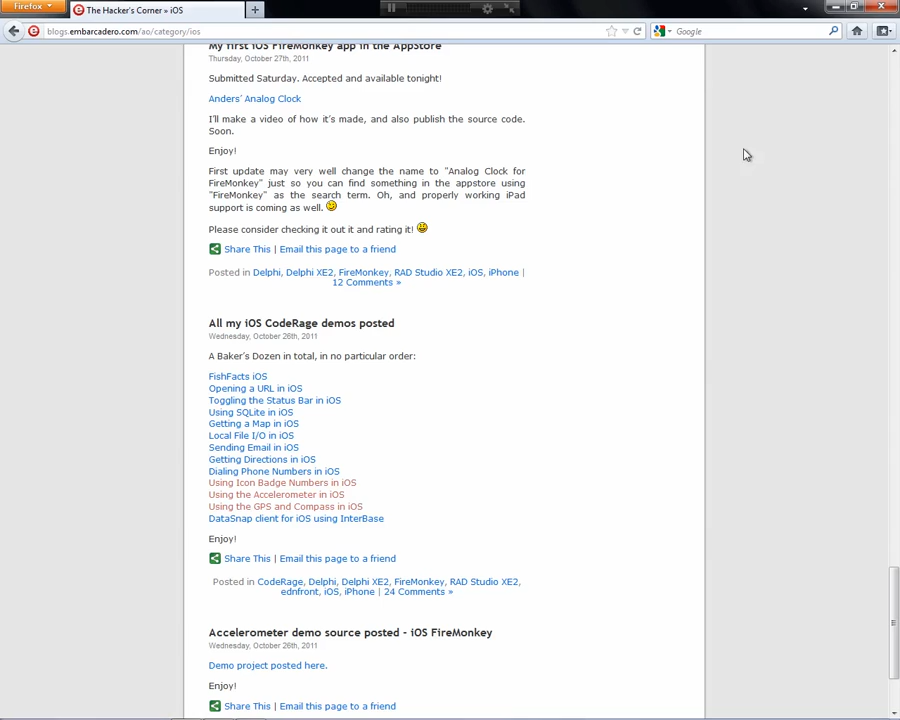 Firefox
The Hacker's Corner » iOS
blogs.embarcadero.com/ao/category/ios
Google
My first iOS FireMonkey app in the AppStore
Thursday, October 27th, 2011
Submitted Saturday. Accepted and available tonight!
Anders´ Analog Clock
I'll make a video of how it's made, and also publish the source code.
Soon.
Enjoy!
First update may very well change the name to "Analog Clock for
FireMonkey" just so you can find something in the appstore using
"FireMonkey" as the search term. Oh, and properly working iPad
support is coming as well.
Please consider checking it out it and rating it!
Share This | Email this page to a friend
Posted in Delphi, Delphi XE2, FireMonkey, RAD Studio XE2, iOS, iPhone |
12 Comments »
All my iOS CodeRage demos posted
Wednesday, October 26th, 2011
A Baker´s Dozen in total, in no particular order:
FishFacts iOS
Opening a URL in iOS
Toggling the Status Bar in iOS
Using SQLite in iOS
Getting a Map in iOS
Local File I/O in iOS
Sending Email in iOS
Getting Directions in iOS
Dialing Phone Numbers in iOS
Using Icon Badge Numbers in iOS
Using the Accelerometer in iOS
Using the GPS and Compass in iOS
DataSnap client for iOS using InterBase
Enjoy!
Share This | Email this page to a friend
Posted in CodeRage, Delphi, Delphi XE2, FireMonkey, RAD Studio XE2,
ednfront, iOS, iPhone | 24 Comments »
Accelerometer demo source posted - iOS FireMonkey
Wednesday, October 26th, 2011
Demo project posted here.
Enjoy!
Share This | Email this page to a friend